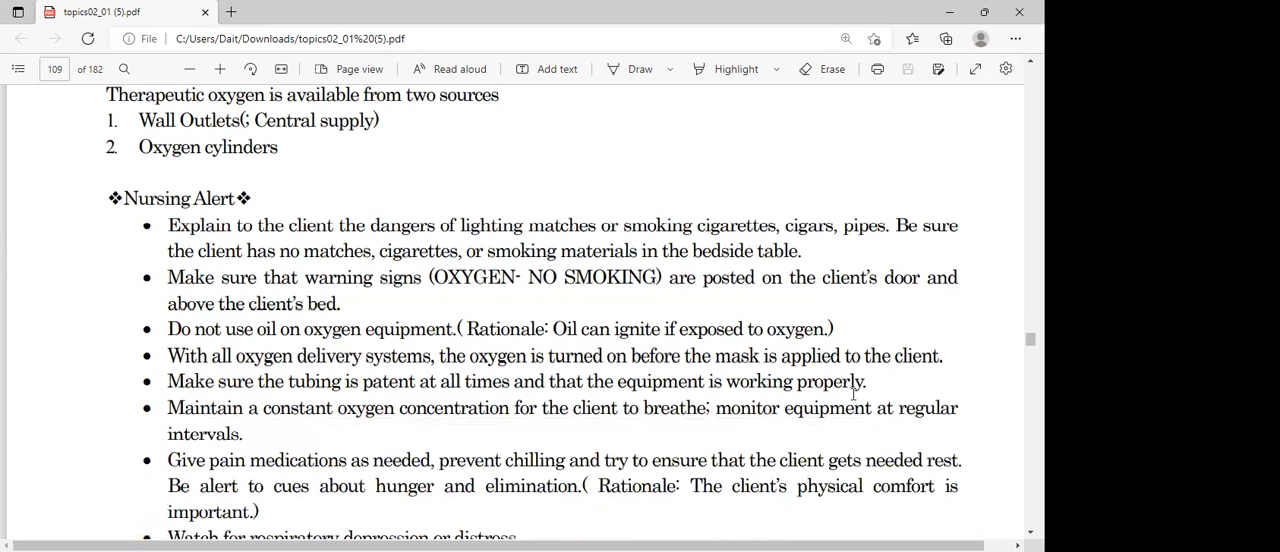 topics02_01 (5).pdf
File C:/Users/Dait/Downloads/topics02_01%20(5).pdf
109 of 182 Page view Read aloud Add text Draw Highlight Erase
Therapeutic oxygen is available from two sources
1. Wall Outlets(; Central supply)
2. Oxygen cylinders
❖Nursing Alert❖
• Explain to the client the dangers of lighting matches or smoking cigarettes, cigars, pipes. Be sure
the client has no matches, cigarettes, or smoking materials in the bedside table.
• Make sure that warning signs (OXYGEN- NO SMOKING) are posted on the client's door and
above the client's bed.
• Do not use oil on oxygen equipment.( Rationale: Oil can ignite if exposed to oxygen.)
• With all oxygen delivery systems, the oxygen is turned on before the mask is applied to the client.
• Make sure the tubing is patent at all times and that the equipment is working properly.
• Maintain a constant oxygen concentration for the client to breathe; monitor equipment at regular
intervals.
• Give pain medications as needed, prevent chilling and try to ensure that the client gets needed rest.
Be alert to cues about hunger and elimination.( Rationale: The client's physical comfort is
important.)
• Watch for respiratory depression or distress.